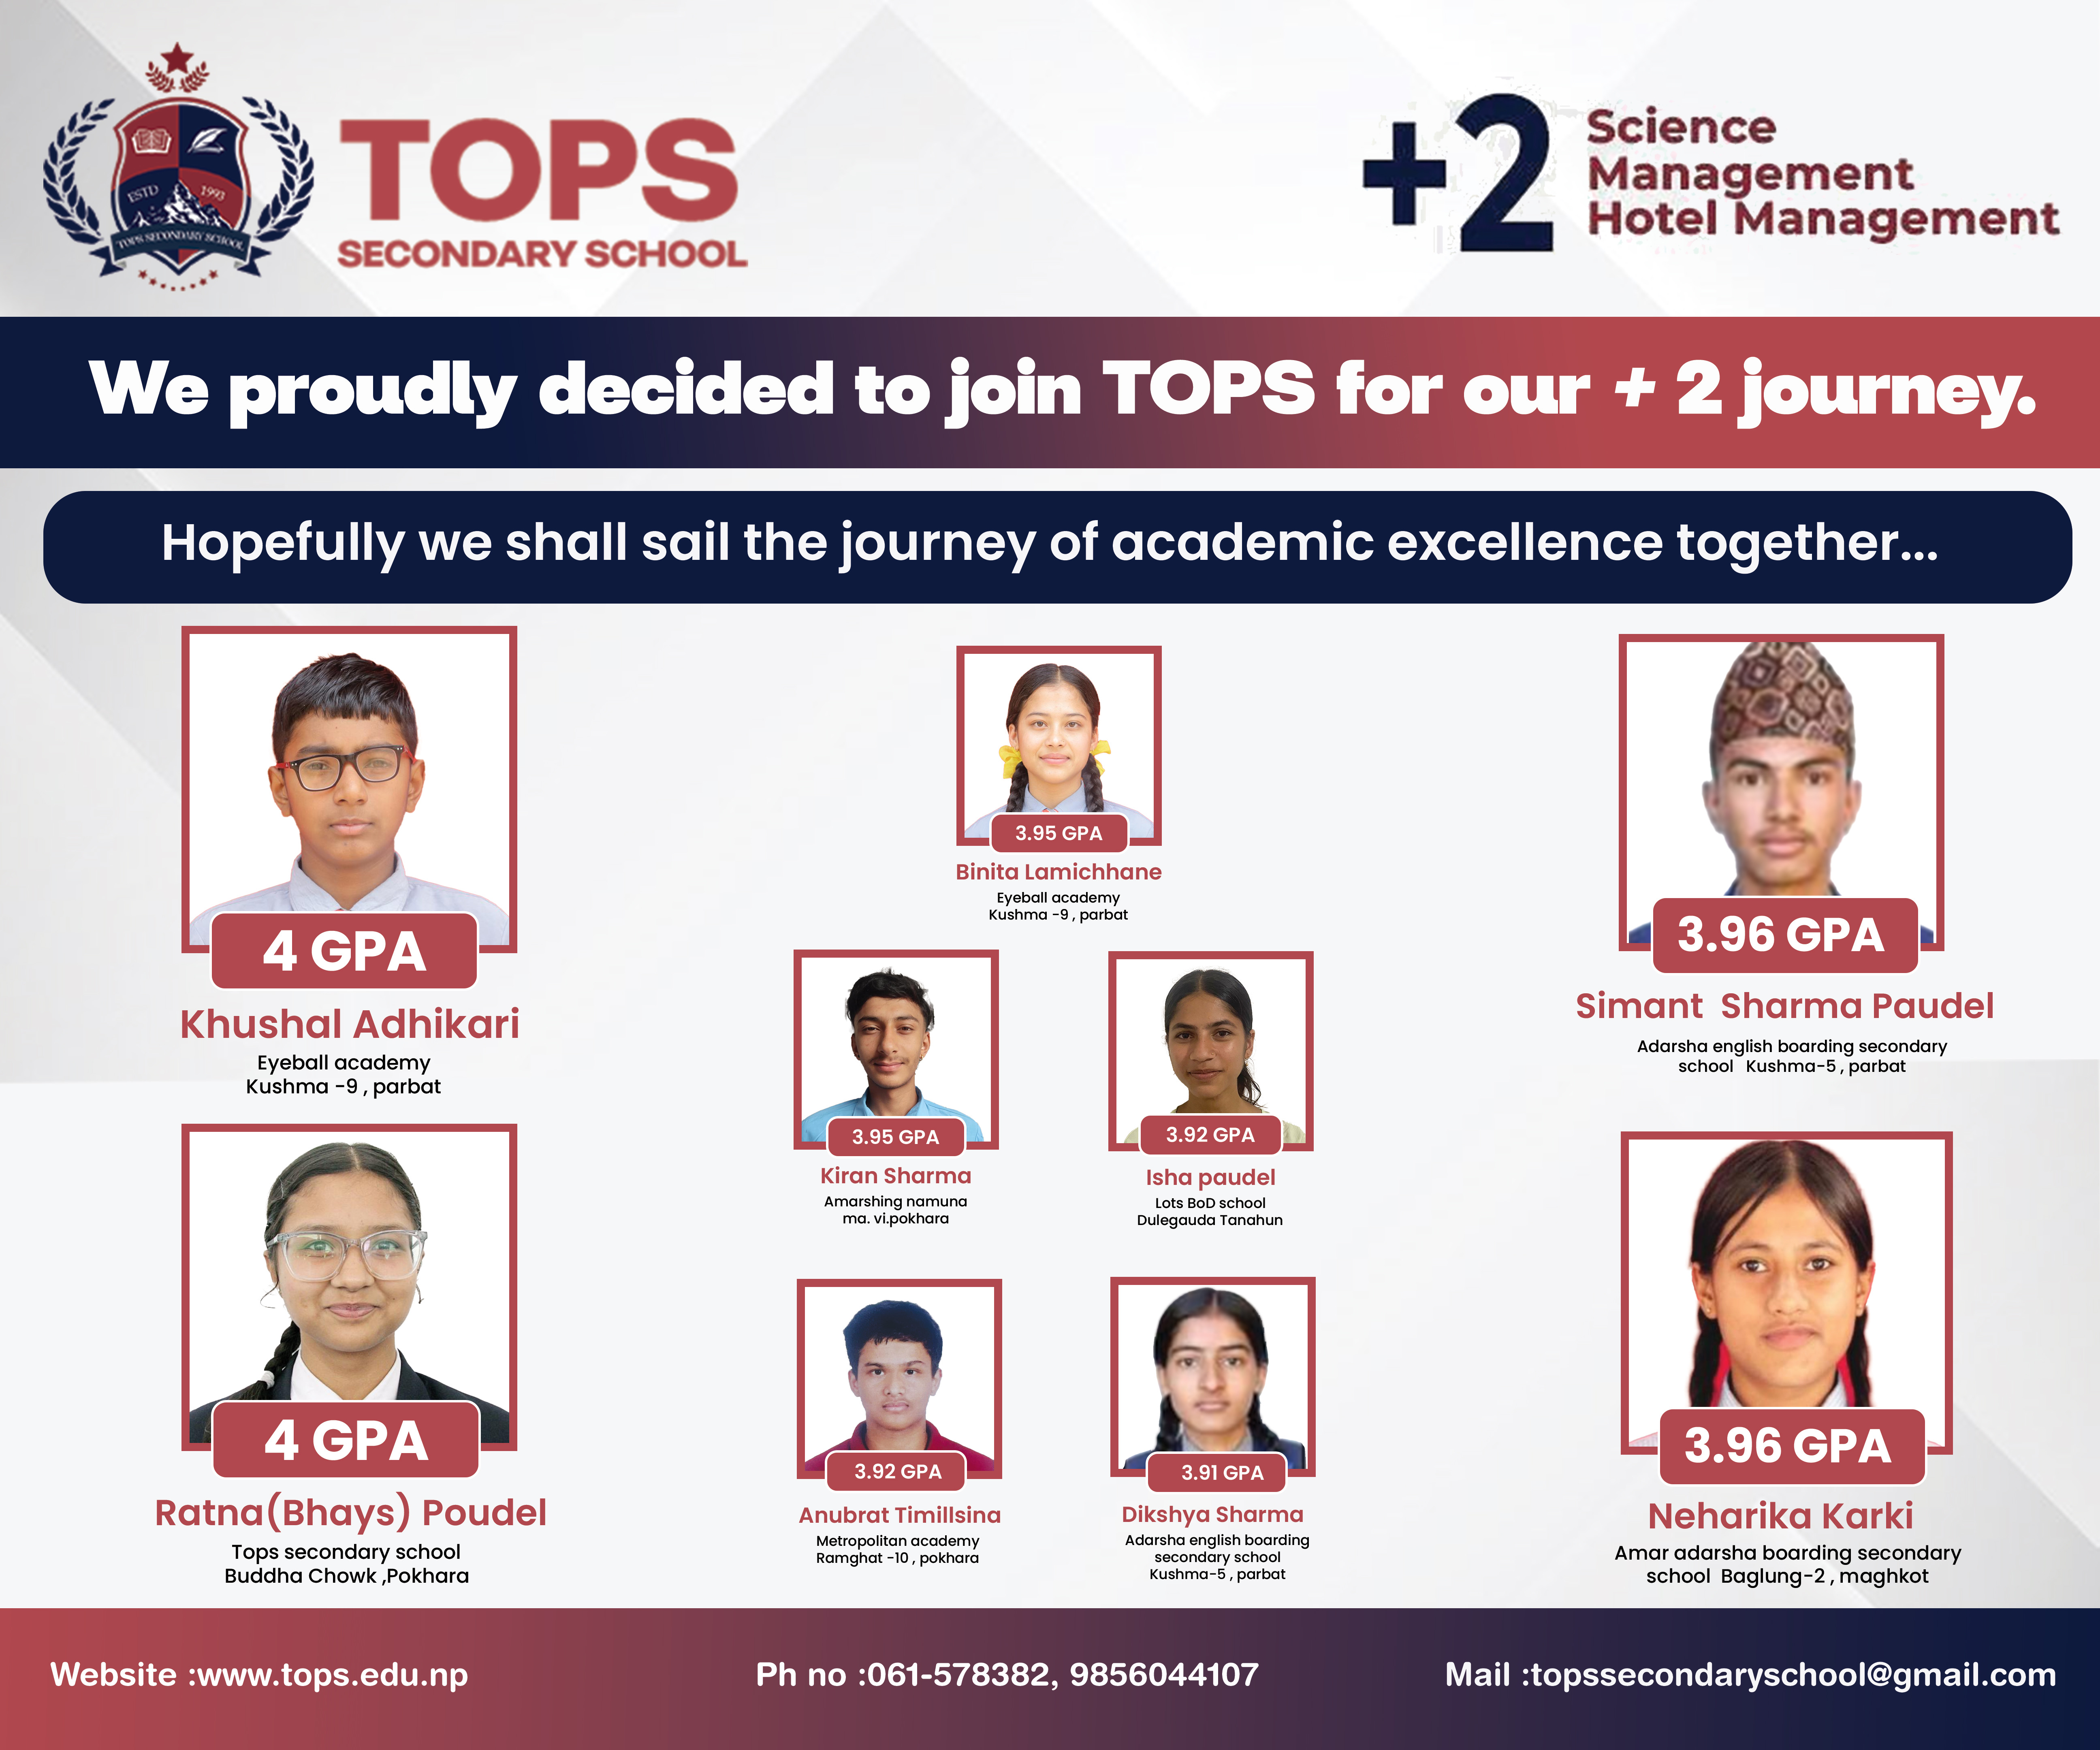 ESTD 1993
TOPS SECONDARY SCHOOL
TOPS
SECONDARY SCHOOL
+2
Science
Management
Hotel Management
We proudly decided to join TOPS for our + 2 journey.
Hopefully we shall sail the journey of academic excellence together...
4 GPA
Khushal Adhikari
Eyeball academy
Kushma -9 , parbat
4 GPA
Ratna(Bhays) Poudel
Tops secondary school
Buddha Chowk ,Pokhara
3.95 GPA
Binita Lamichhane
Eyeball academy
Kushma -9 , parbat
3.95 GPA
Kiran Sharma
Amarshing namuna
ma. vi.pokhara
3.92 GPA
Isha paudel
Lots BoD school
Dulegauda Tanahun
3.92 GPA
Anubrat Timillsina
Metropolitan academy
Ramghat -10 , pokhara
3.91 GPA
Dikshya Sharma
Adarsha english boarding
secondary school
Kushma-5 , parbat
3.96 GPA
Simant Sharma Paudel
Adarsha english boarding secondary
school Kushma-5 , parbat
3.96 GPA
Neharika Karki
Amar adarsha boarding secondary
school Baglung-2 , maghkot
Website :www.tops.edu.np
Ph no :061-578382, 9856044107
Mail :topssecondaryschool@gmail.com